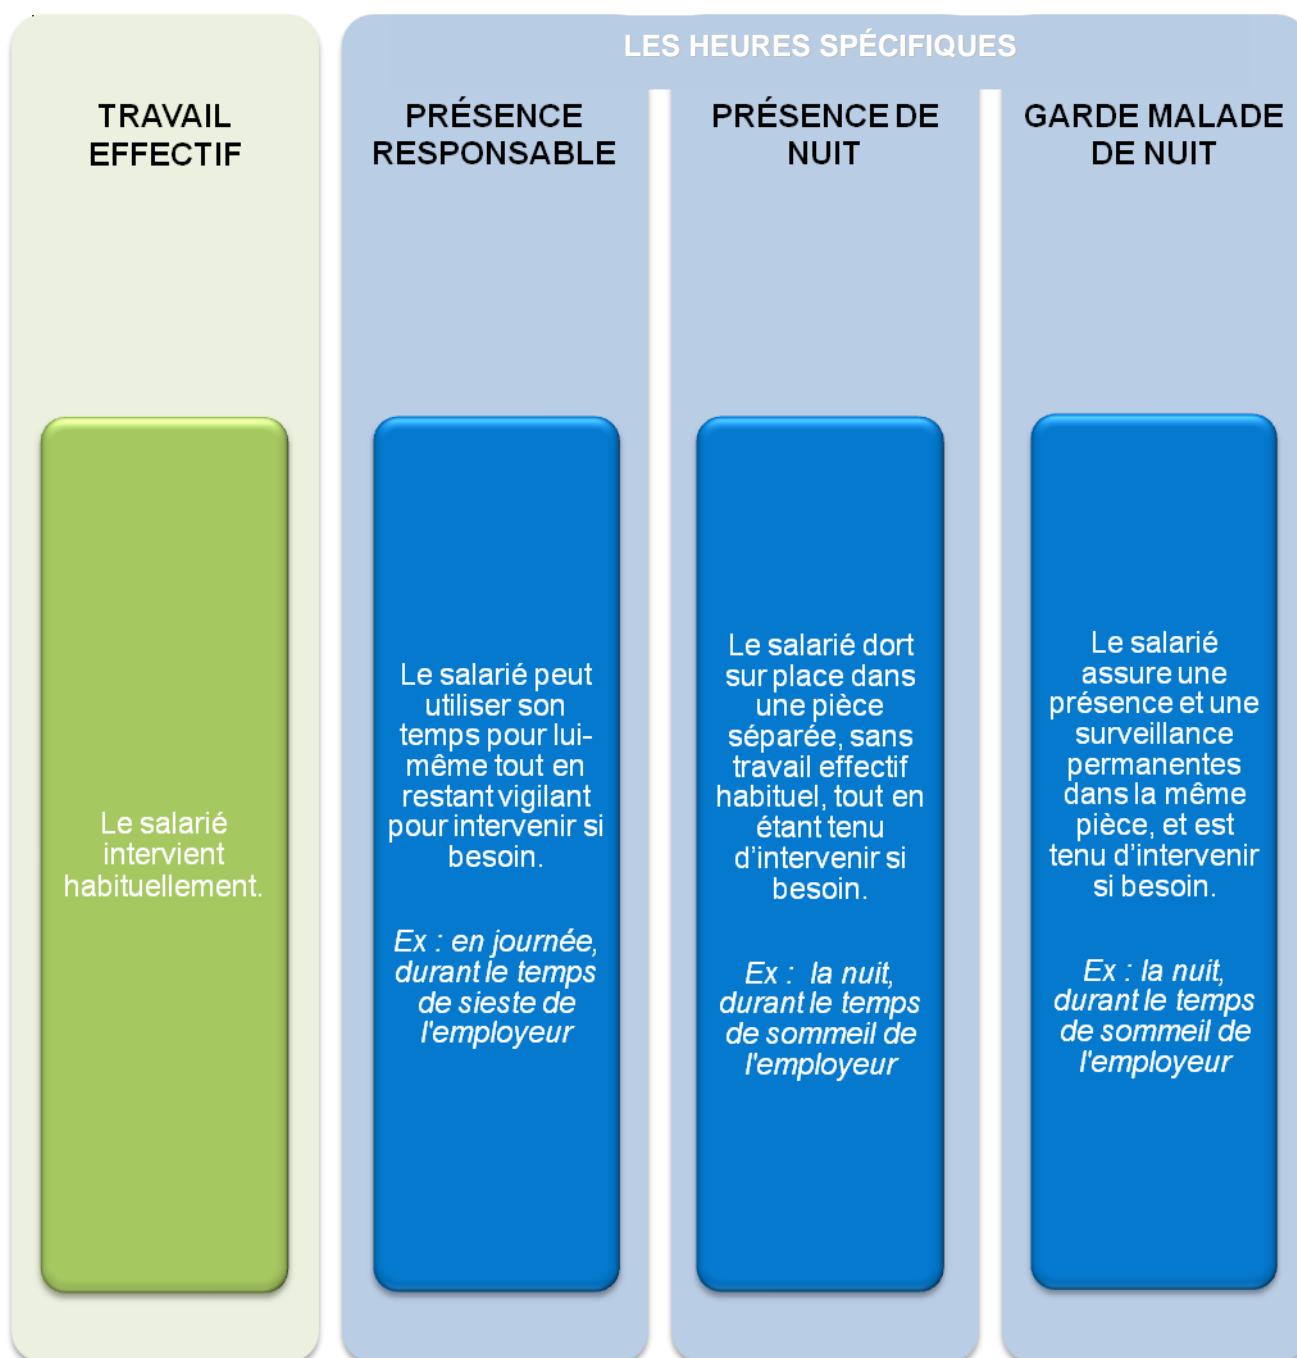 LES HEURES SPÉCIFIQUES
TRAVAIL
EFFECTIF
Le salarié
intervient
habituellement.
PRÉSENCE
RESPONSABLE
Le salarié peut
utiliser son
temps pour lui-
même tout en
restant vigilant
pour intervenir si
besoin.
Ex : en journée,
durant le temps
de sieste de
l'employeur
PRÉSENCE DE
NUIT
Le salarié dort
sur place dans
une pièce
séparée, sans
travail effectif
habituel, tout en
étant tenu
d’intervenir si
besoin.
Ex :  la nuit,
durant le temps
de sommeil de
l'employeur
GARDE MALADE
DE NUIT
Le salarié
assure une
présence et une
surveillance
permanentes
dans la même
pièce, et est
tenu d’intervenir
si besoin.
Ex : la nuit,
durant le temps
de sommeil de
l'employeur